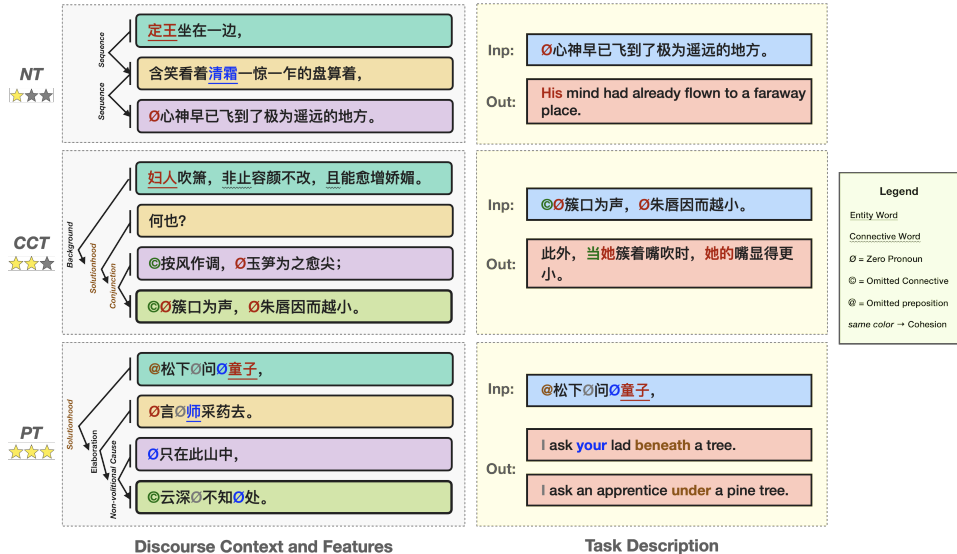 NT
Sequence
Sequence
定王坐在一边，
含笑看着清霜一惊一乍的盘算着，
Ø心神早已飞到了极为遥远的地方。
Inp:
Ø心神早已飞到了极为遥远的地方。
Out:
His mind had already flown to a faraway
place.
CCT
Background
Solutionhood
Conjunction
妇人吹箫，非止容颜不改，且能愈增娇媚。
何也？
©按风作调，Ø玉笋为之愈尖；
©Ø簇口为声，Ø朱唇因而越小。
Inp:
©Ø簇口为声，Ø朱唇因而越小。
Out:
此外，当她簇着嘴吹时，她的嘴显得更
小。
PT
Solutionhood
Elaboration
Non-volitional Cause
@松下Ø问Ø童子，
Ø言Ø师采药去。
Ø只在此山中，
©云深Ø不知Ø处。
Inp:
@松下Ø问Ø童子，
Out:
I ask your lad beneath a tree.
I ask an apprentice under a pine tree.
Legend
Entity Word
Connective Word
Ø = Zero Pronoun
© = Omitted Connective
@ = Omitted preposition
same color → Cohesion
Discourse Context and Features
Task Description